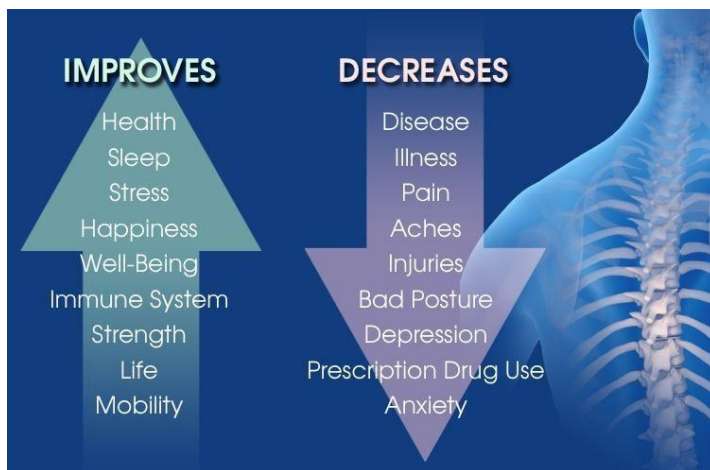 IMPROVES
Health
Sleep
Stress
Happiness
Well-Being
Immune System
Strength
Life
Mobility
DECREASES
Disease
Illness
Pain
Aches
Injuries
Bad Posture
Depression
Prescription Drug Use
Anxiety